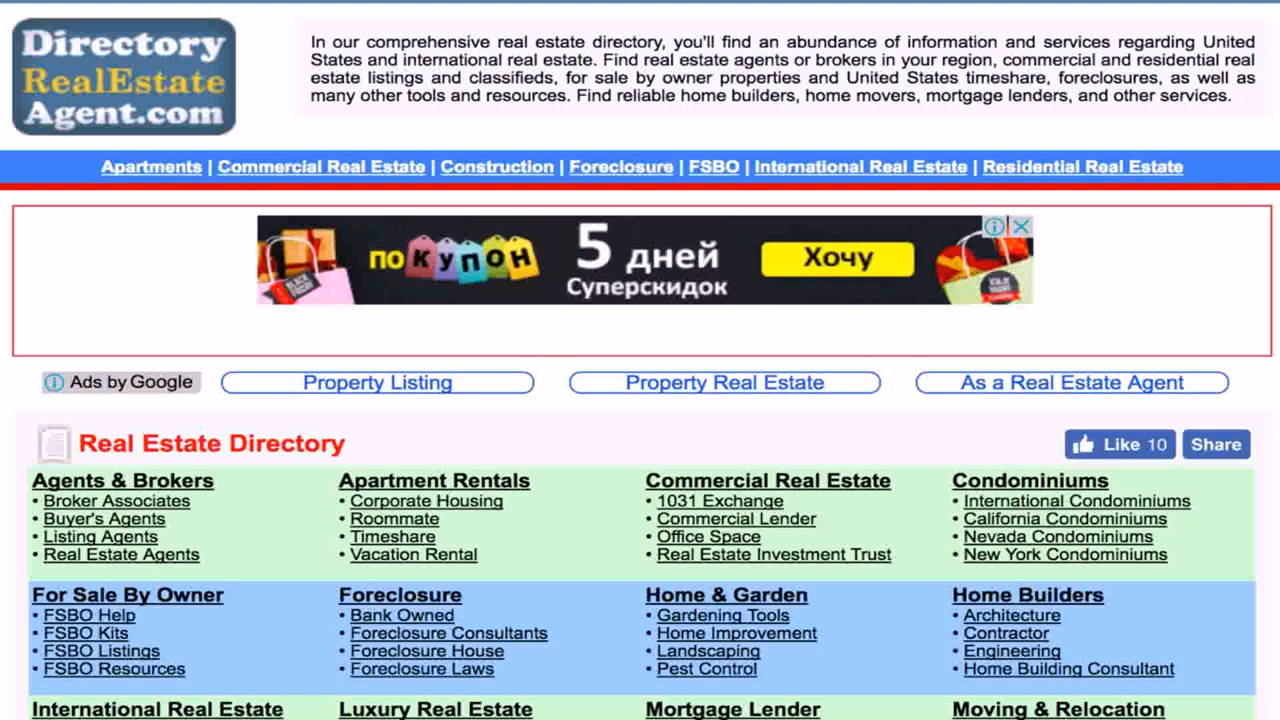 Directory
RealEstate
Agent.com
In our comprehensive real estate directory, you'll find an abundance of information and services regarding United
States and international real estate. Find real estate agents or brokers in your region, commercial and residential real
estate listings and classifieds, for sale by owner properties and United States timeshare, foreclosures, as well as
many other tools and resources. Find reliable home builders, home movers, mortgage lenders, and other services.
Apartments | Commercial Real Estate | Construction | Foreclosure | FSBO | International Real Estate | Residential Real Estate
покупон
5 дней
Суперскидок
Хочу
Ads by Google
Property Listing
Property Real Estate
As a Real Estate Agent
Real Estate Directory
Like 10
Share
Agents & Brokers
• Broker Associates
• Buyer's Agents
• Listing Agents
• Real Estate Agents
Apartment Rentals
• Corporate Housing
• Roommate
• Timeshare
• Vacation Rental
Commercial Real Estate
• 1031 Exchange
• Commercial Lender
• Office Space
• Real Estate Investment Trust
Condominiums
• International Condominiums
• California Condominiums
• Nevada Condominiums
• New York Condominiums
For Sale By Owner
• FSBO Help
• FSBO Kits
• FSBO Listings
• FSBO Resources
Foreclosure
• Bank Owned
• Foreclosure Consultants
• Foreclosure House
• Foreclosure Laws
Home & Garden
• Gardening Tools
• Home Improvement
• Landscaping
• Pest Control
Home Builders
• Architecture
• Contractor
• Engineering
• Home Building Consultant
International Real Estate
Luxury Real Estate
Mortgage Lender
Moving & Relocation